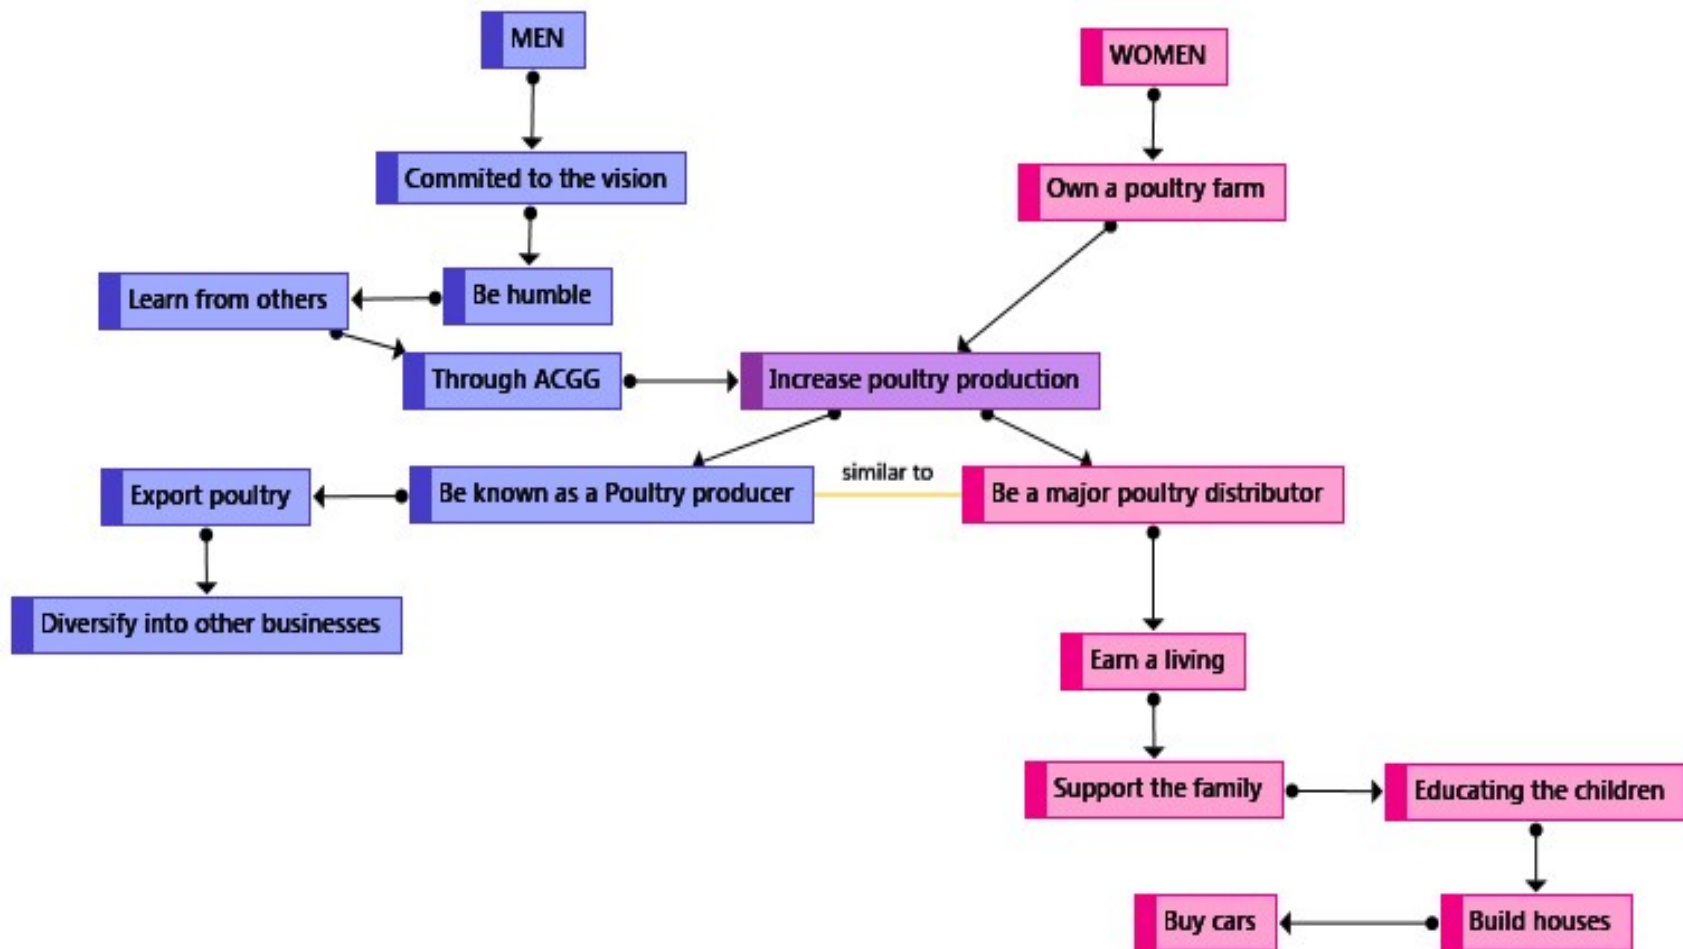 MEN
WOMEN
Commited to the vision
Own a poultry farm
Be humble
Learn from others
Through ACGG
Increase poultry production
similar to
Export poultry
Be known as a Poultry producer
Be a major poultry distributor
Diversify into other businesses
Earn a living
Support the family
Educating the children
Buy cars
Build houses